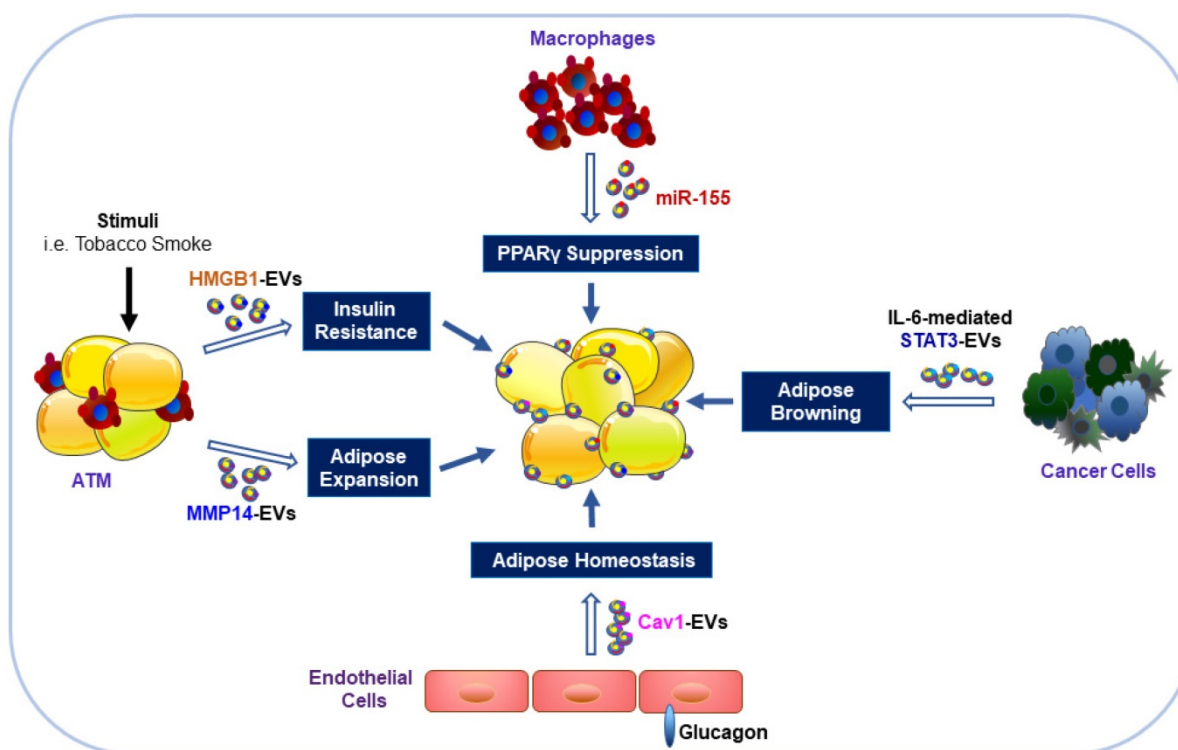 Macrophages
miR-155
PPARγ Suppression
Stimuli
i.e. Tobacco Smoke
HMGB1-EVs
Insulin
Resistance
ATM
MMP14-EVs
Adipose
Expansion
IL-6-mediated
STAT3-EVs
Adipose
Browning
Cancer Cells
Adipose Homeostasis
Cav1-EVs
Endothelial
Cells
Glucagon